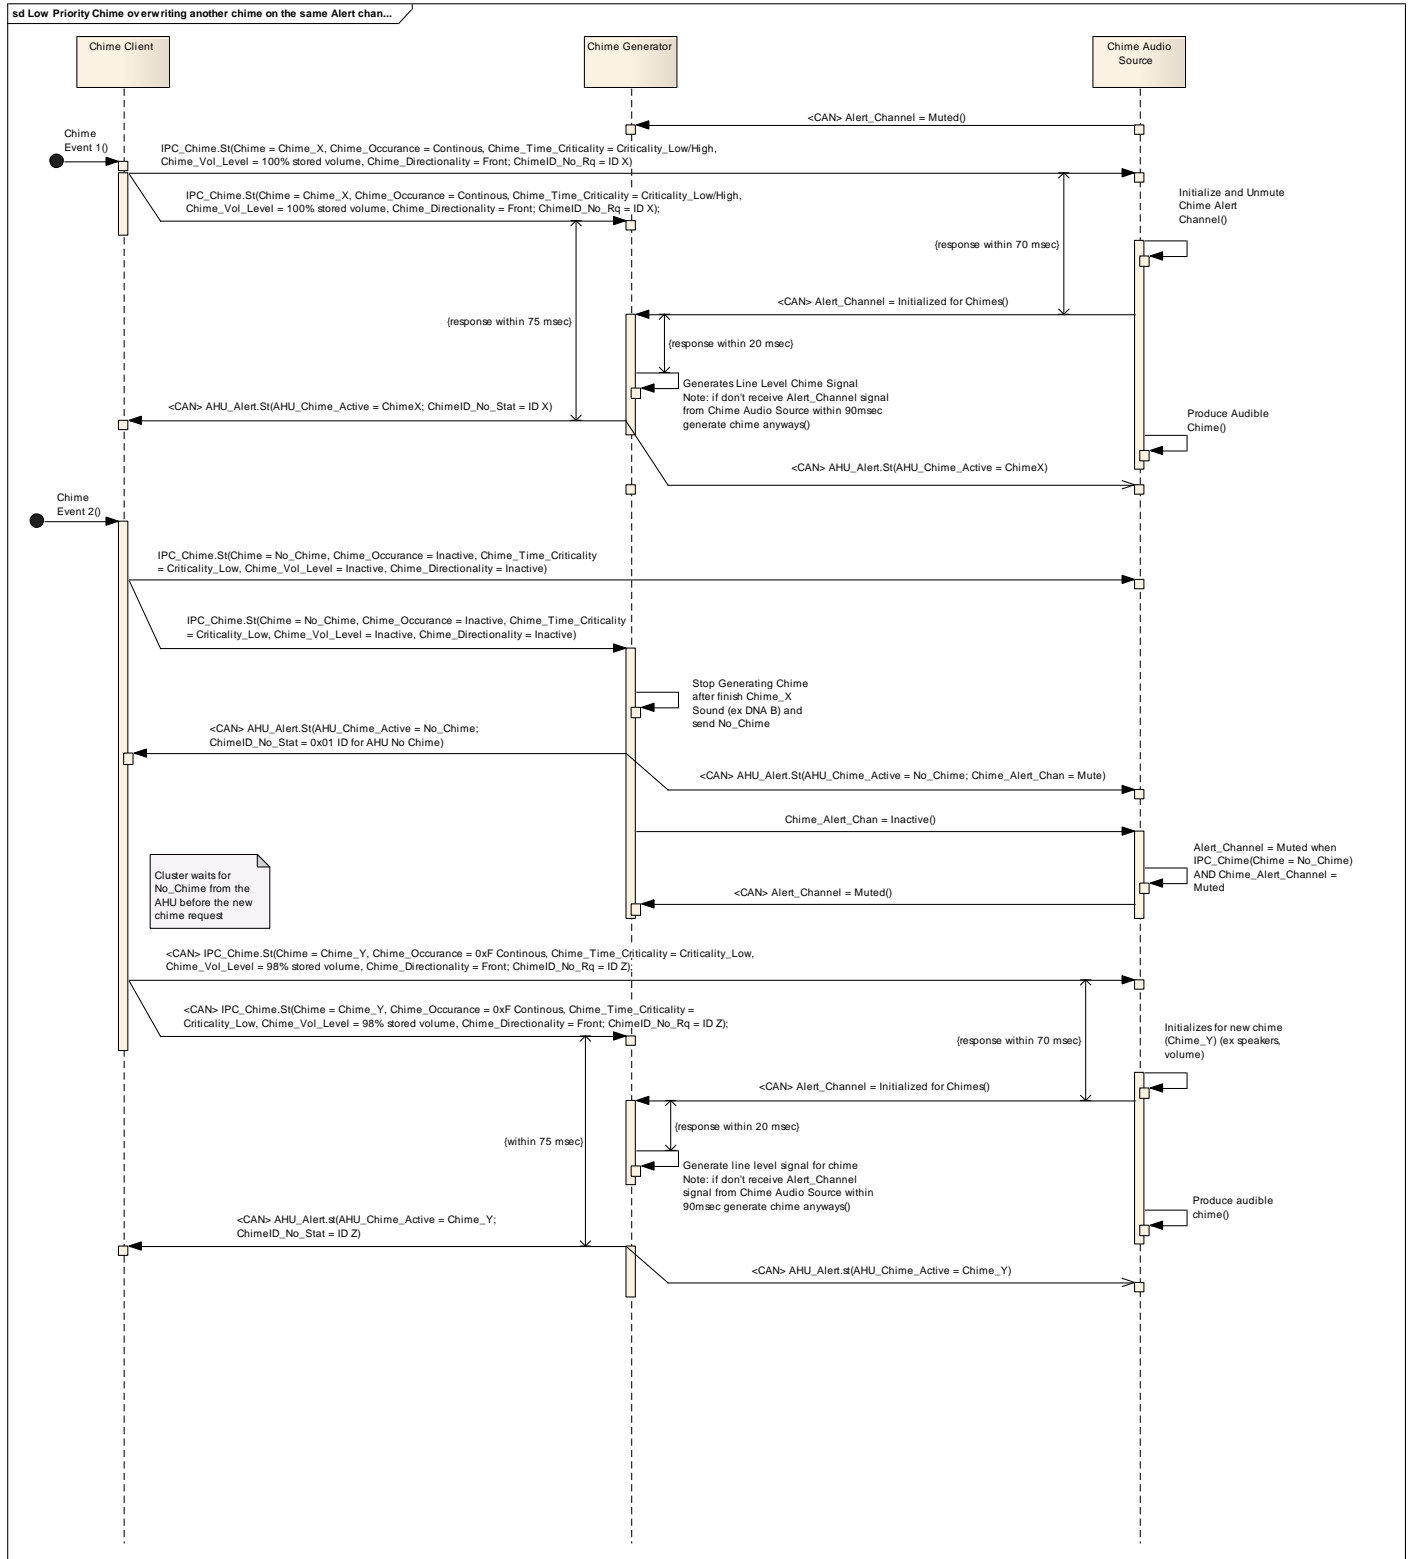 sd Low Priority Chime overwriting another chime on the same Alert chan...
Chime Client
Chime Generator
Chime Audio
Source
<CAN> Alert_Channel = Muted()
Chime
Event 1()
IPC_Chime.St(Chime = Chime_X, Chime_Occurance = Continous, Chime_Time_Criticality = Criticality_Low/High,
Chime_Vol_Level = 100% stored volume, Chime_Directionality = Front; ChimeID_No_Rq = ID X)
IPC_Chime.St(Chime = Chime_X, Chime_Occurance = Continous, Chime_Time_Criticality = Criticality_Low/High,
Chime_Vol_Level = 100% stored volume, Chime_Directionality = Front; ChimeID_No_Rq = ID X);
Initialize and Unmute
Chime Alert
Channel()
{response within 70 msec}
<CAN> Alert_Channel = Initialized for Chimes()
{response within 75 msec}
{response within 20 msec}
Generates Line Level Chime Signal
Note: if don't receive Alert_Channel signal
from Chime Audio Source within 90msec
generate chime anyways()
<CAN> AHU_Alert.St(AHU_Chime_Active = ChimeX; ChimeID_No_Stat = ID X)
Produce Audible
Chime()
<CAN> AHU_Alert.St(AHU_Chime_Active = ChimeX)
Chime
Event 2()
IPC_Chime.St(Chime = No_Chime, Chime_Occurance = Inactive, Chime_Time_Criticality
= Criticality_Low, Chime_Vol_Level = Inactive, Chime_Directionality = Inactive)
IPC_Chime.St(Chime = No_Chime, Chime_Occurance = Inactive, Chime_Time_Criticality
= Criticality_Low, Chime_Vol_Level = Inactive, Chime_Directionality = Inactive)
Stop Generating Chime
after finish Chime_X
Sound (ex DNA B) and
send No_Chime
<CAN> AHU_Alert.St(AHU_Chime_Active = No_Chime;
ChimeID_No_Stat = 0x01 ID for AHU No Chime)
<CAN> AHU_Alert.St(AHU_Chime_Active = No_Chime; Chime_Alert_Chan = Mute)
Chime_Alert_Chan = Inactive()
Alert_Channel = Muted when
IPC_Chime(Chime = No_Chime)
AND Chime_Alert_Channel =
Muted
Cluster waits for
No_Chime from the
AHU before the new
chime request
<CAN> Alert_Channel = Muted()
<CAN> IPC_Chime.St(Chime = Chime_Y, Chime_Occurance = 0xF Continous, Chime_Time_Criticality = Criticality_Low,
Chime_Vol_Level = 98% stored volume, Chime_Directionality = Front; ChimeID_No_Rq = ID Z);
<CAN> IPC_Chime.St(Chime = Chime_Y, Chime_Occurance = 0xF Continous, Chime_Time_Criticality =
Criticality_Low, Chime_Vol_Level = 98% stored volume, Chime_Directionality = Front; ChimeID_No_Rq = ID Z);
Initializes for new chime
(Chime_Y) (ex speakers,
volume)
{response within 70 msec}
<CAN> Alert_Channel = Initialized for Chimes()
{response within 20 msec}
{within 75 msec}
Generate line level signal for chime
Note: if don't receive Alert_Channel
signal from Chime Audio Source within
90msec generate chime anyways()
Produce audible
chime()
<CAN> AHU_Alert.st(AHU_Chime_Active = Chime_Y;
ChimeID_No_Stat = ID Z)
<CAN> AHU_Alert.st(AHU_Chime_Active = Chime_Y)